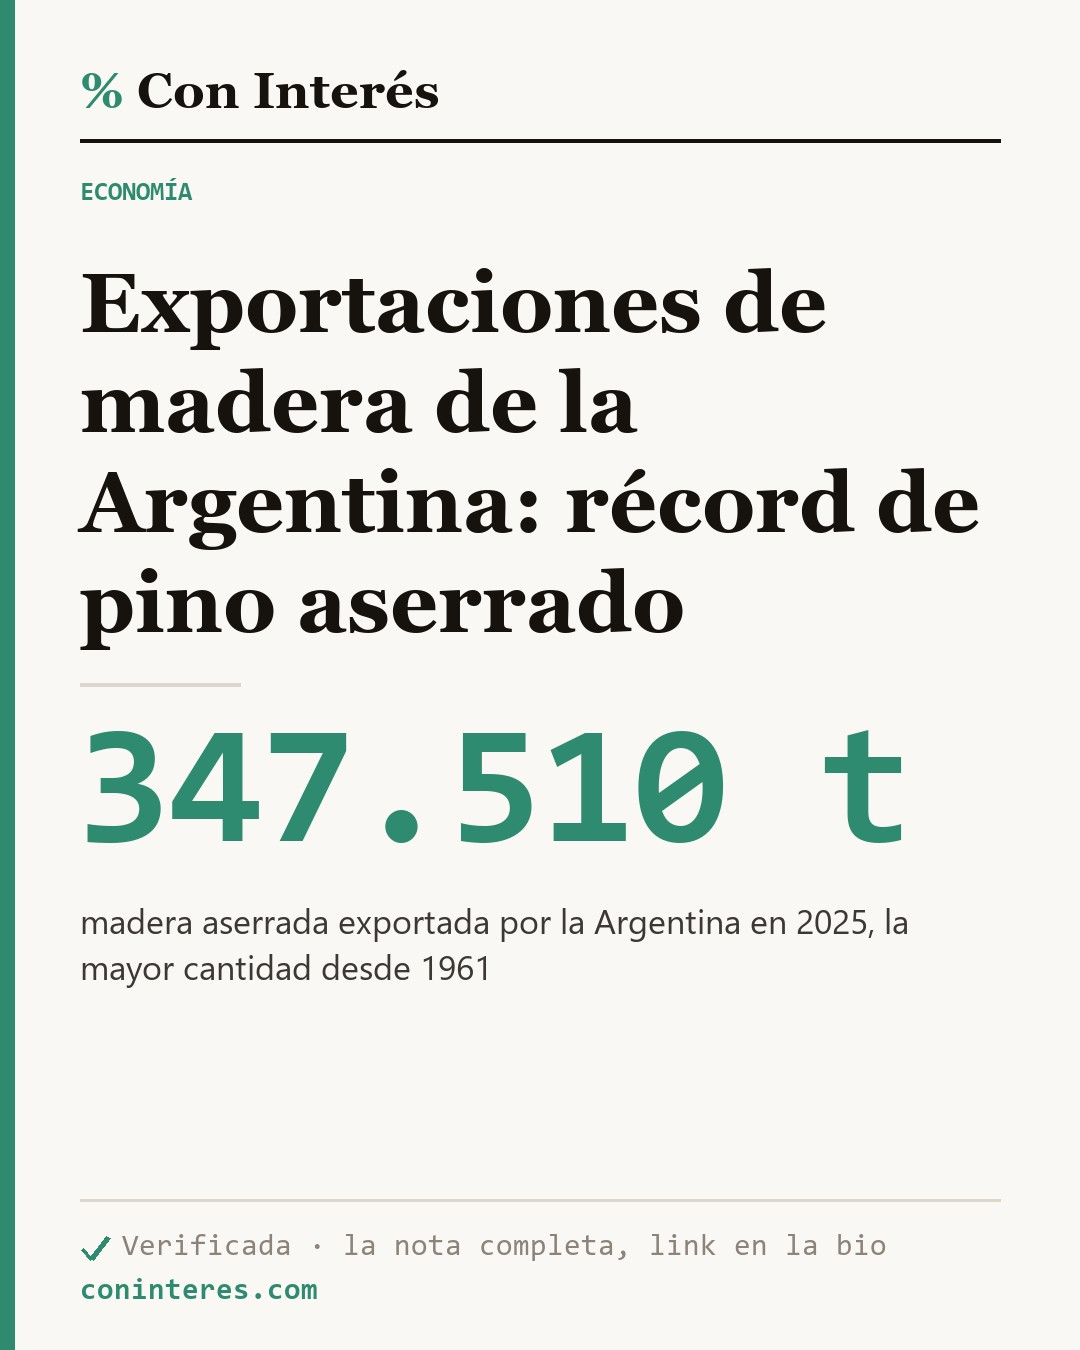 % Con Interés
ECONOMÍA
Exportaciones de
madera de la
Argentina: récord de
pino aserrado
347.510 t
madera aserrada exportada por la Argentina en 2025, la
mayor cantidad desde 1961
Verificada · la nota completa, link en la bio
coninteres.com